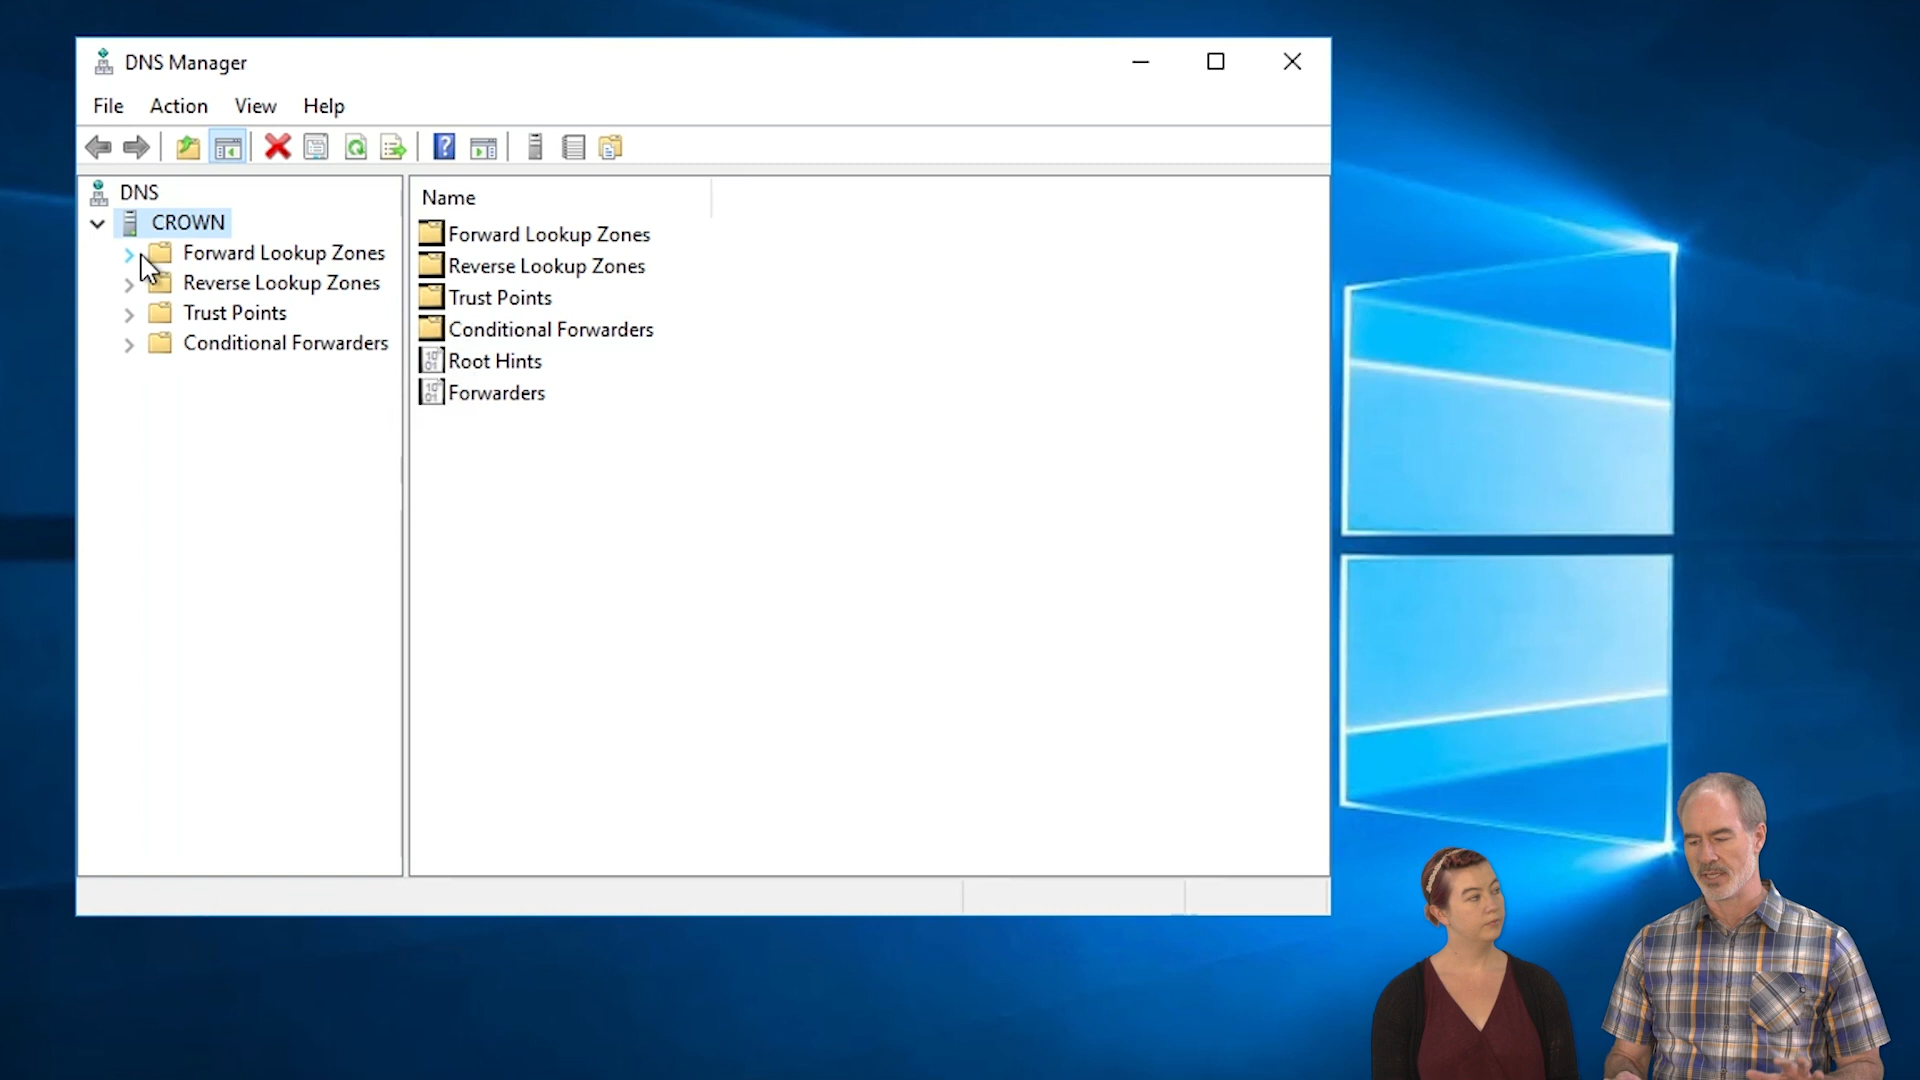 DNS Manager
File Action View Help
DNS
CROWN
Forward Lookup Zones
Reverse Lookup Zones
Trust Points
Conditional Forwarders
Name
Forward Lookup Zones
Reverse Lookup Zones
Trust Points
Conditional Forwarders
Root Hints
Forwarders